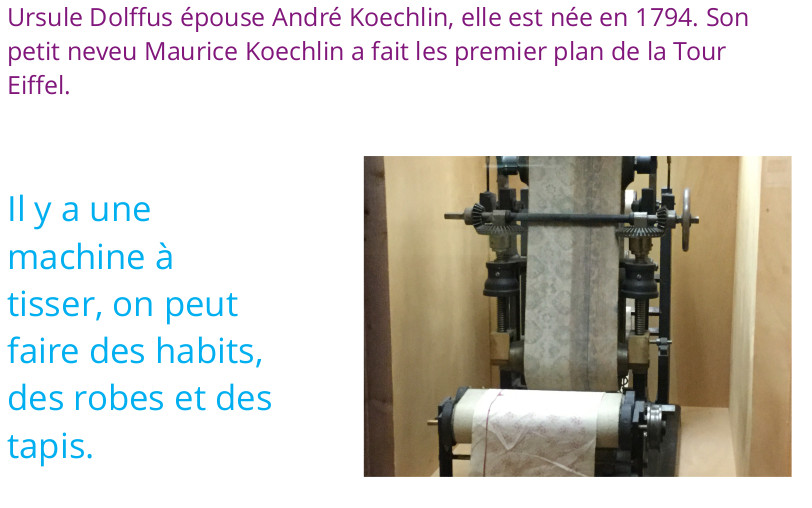 Ursule Dolffus épouse André Koechlin, elle est née en 1794. Son
petit neveu Maurice Koechlin a fait les premier plan de la Tour
Eiffel.
Il y a une
machine à
tisser, on peut
faire des habits,
des robes et des
tapis.